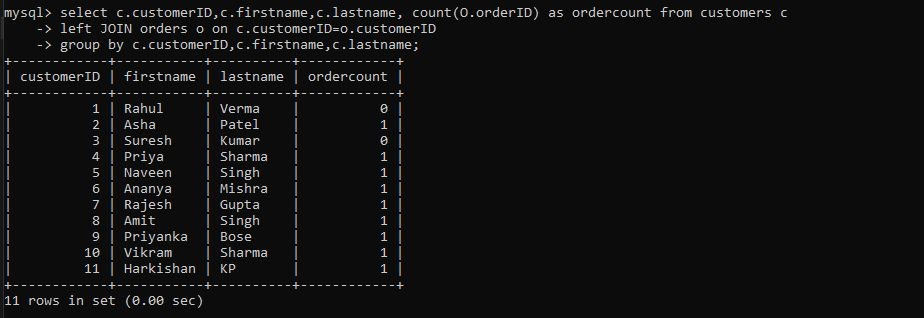 mysql> select c.customerID,c.firstname,c.lastname, count(O.orderID) as ordercount from customers c
    -> left JOIN orders o on c.customerID=o.customerID
    -> group by c.customerID,c.firstname,c.lastname;
+------------+-----------+----------+------------+
| customerID | firstname | lastname | ordercount |
+------------+-----------+----------+------------+
|          1 | Rahul     | Verma    |          0 |
|          2 | Asha      | Patel    |          1 |
|          3 | Suresh    | Kumar    |          0 |
|          4 | Priya     | Sharma   |          1 |
|          5 | Naveen    | Singh    |          1 |
|          6 | Ananya    | Mishra   |          1 |
|          7 | Rajesh    | Gupta    |          1 |
|          8 | Amit      | Singh    |          1 |
|          9 | Priyanka  | Bose     |          1 |
|         10 | Vikram    | Sharma   |          1 |
|         11 | Harkishan | KP       |          1 |
+------------+-----------+----------+------------+
11 rows in set (0.00 sec)